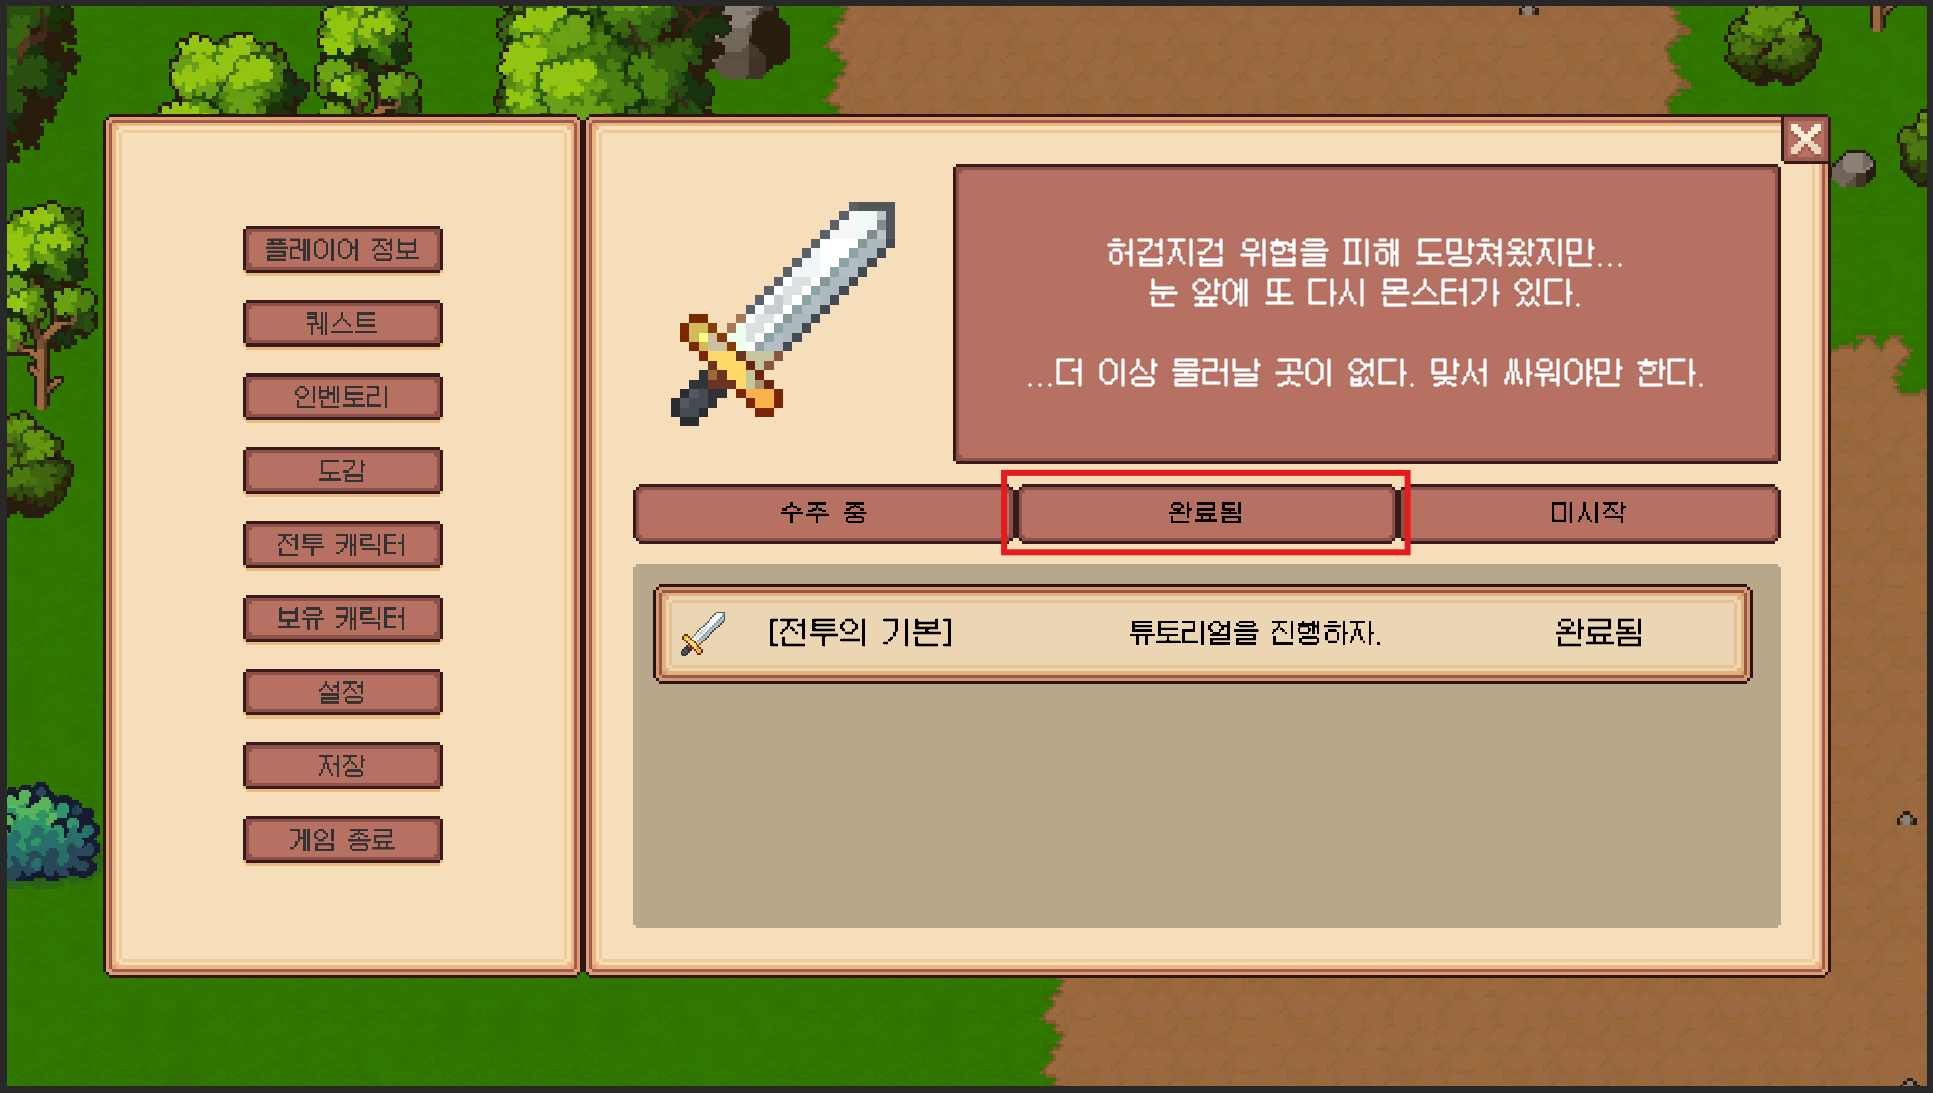 플레이어 정보
퀘스트
인벤토리
도감
전투 캐릭터
보유 캐릭터
설정
저장
게임 종료
허겁지겁 위협을 피해 도망쳐왔지만...
눈 앞에 또 다시 몬스터가 있다.
...더 이상 물러날 곳이 없다. 맞서 싸워야만 한다.
수주 중
완료됨
미시작
[전투의 기본]
튜토리얼을 진행하자.
완료됨